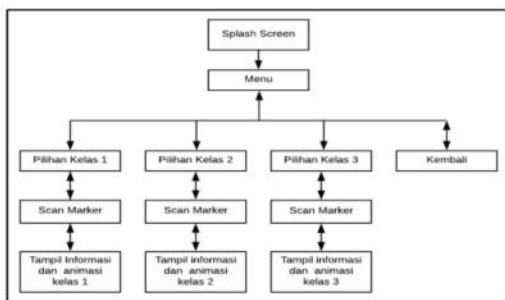 Splash Screen
Menu
Pilihan Kelas 1
Pilihan Kelas 2
Pilihan Kelas 3
Kembali
Scan Marker
Scan Marker
Scan Marker
Tampil Informasi
dan animasi
kelas 1
Tampil informasi
dan animasi
kelas 2
Tampil informasi
dan animasi
kelas 3